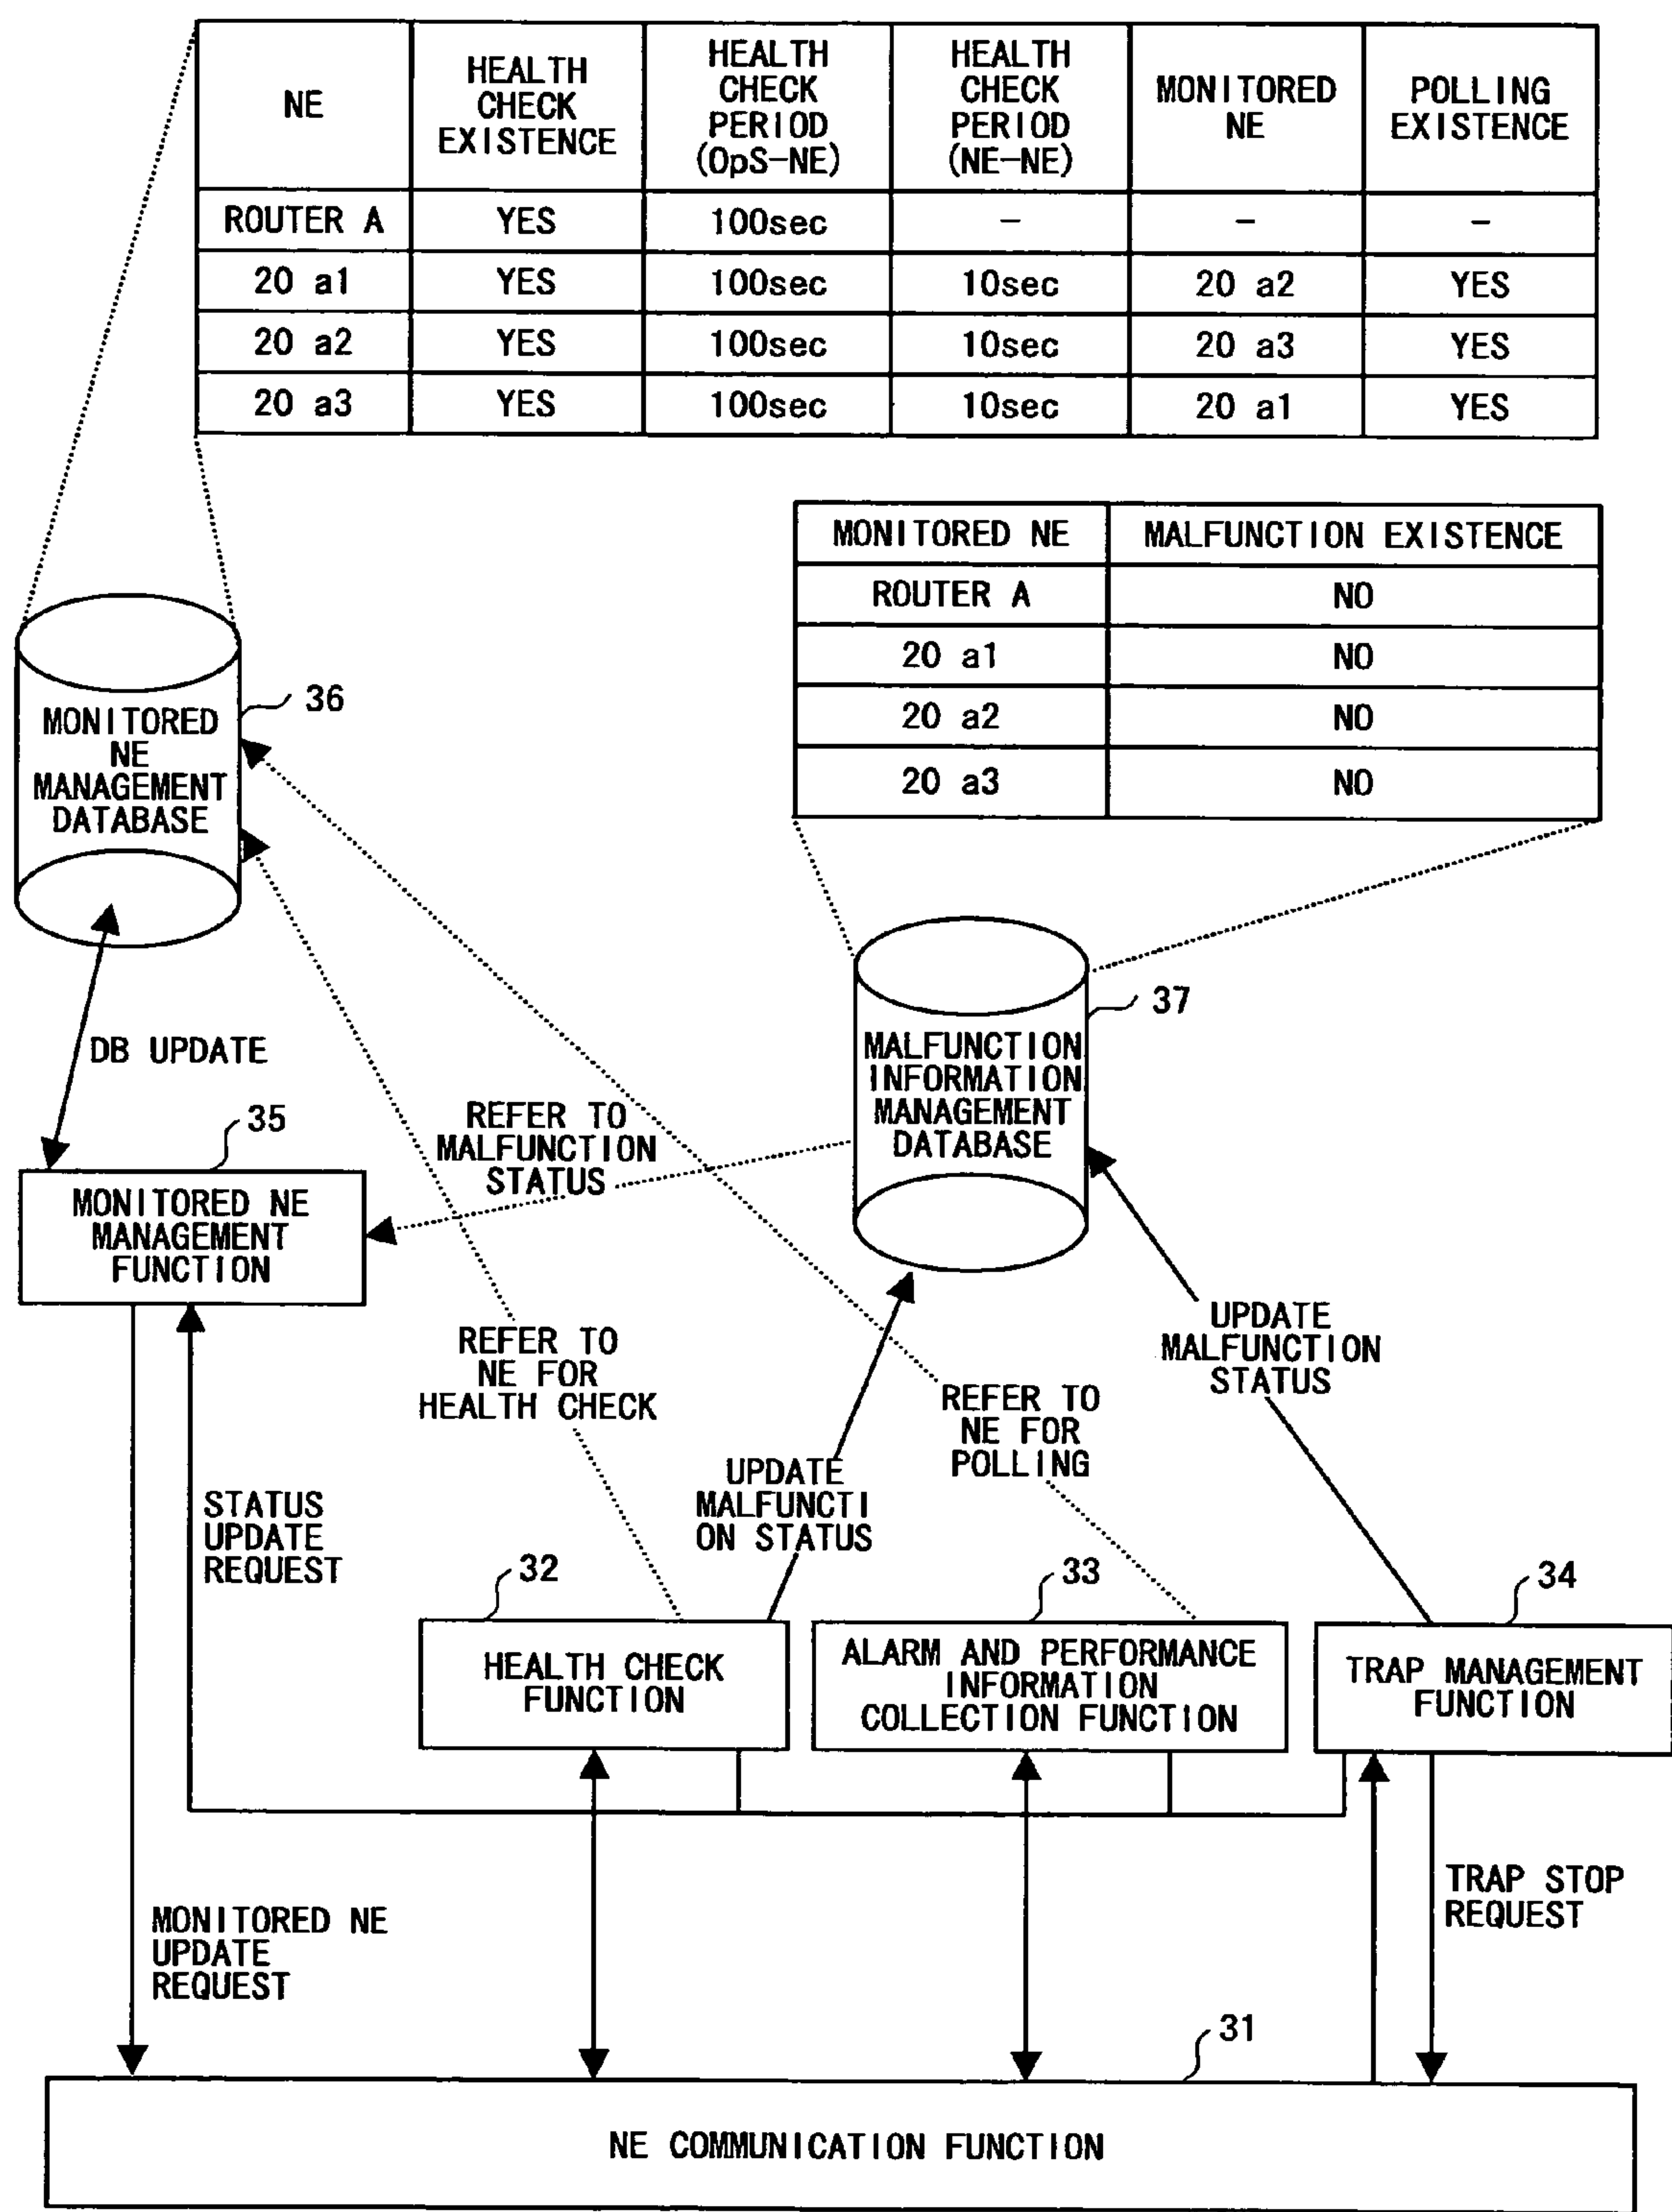 NE
HEALTH
CHECK
EXISTENCE
HEALTH
CHECK
PERIOD
(OpS-NE)
HEALTH
CHECK
PERIOD
(NE-NE)
MONITORED
NE
POLLING
EXISTENCE
ROUTER A YES 100sec - - -
20 a1 YES 100sec 10sec 20 a2 YES
20 a2 YES 100sec 10sec 20 a3 YES
20 a3 YES 100sec 10sec 20 a1 YES
MONITORED NE MALFUNCTION EXISTENCE
ROUTER A NO
20 a1 NO
20 a2 NO
20 a3 NO
36
MONITORED
NE
MANAGEMENT
DATABASE
37
MALFUNCTION
INFORMATION
MANAGEMENT
DATABASE
DB UPDATE
35
MONITORED NE
MANAGEMENT
FUNCTION
REFER TO
MALFUNCTION
STATUS
REFER TO
NE FOR
HEALTH CHECK
UPDATE
MALFUNCTI
ON STATUS
REFER TO
NE FOR
POLLING
UPDATE
MALFUNCTION
STATUS
STATUS
UPDATE
REQUEST
32
HEALTH CHECK
FUNCTION
33
ALARM AND PERFORMANCE
INFORMATION
COLLECTION FUNCTION
34
TRAP MANAGEMENT
FUNCTION
MONITORED NE
UPDATE
REQUEST
TRAP STOP
REQUEST
31
NE COMMUNICATION FUNCTION